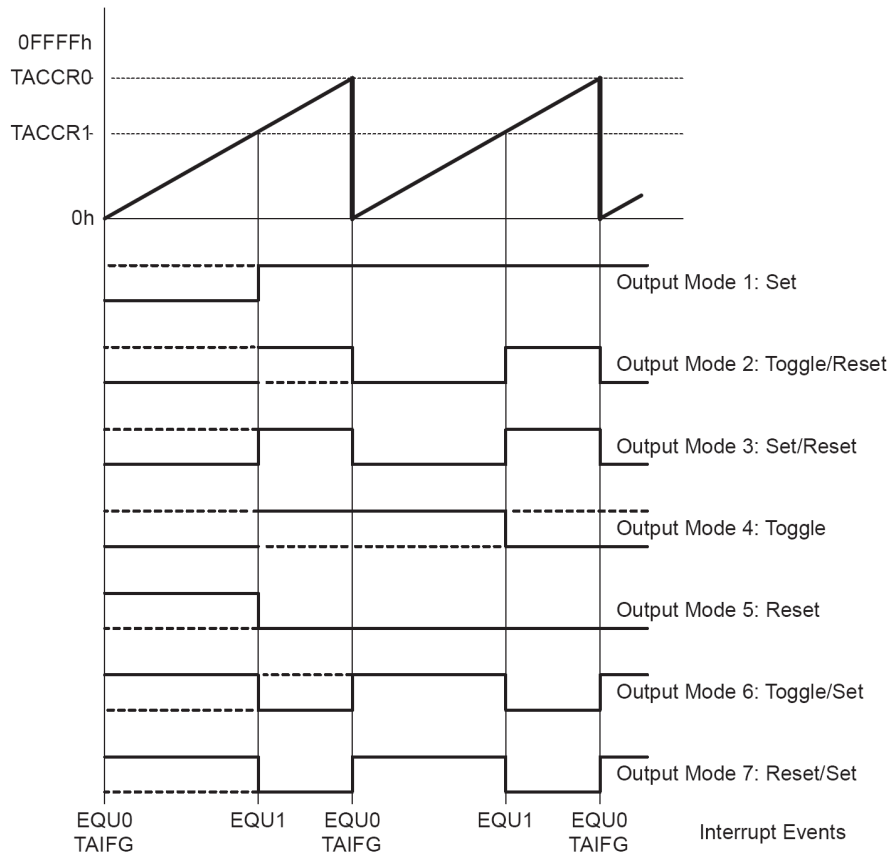 0FFFFh
TACCR0
TACCR1
0h
Output Mode 1: Set
Output Mode 2: Toggle/Reset
Output Mode 3: Set/Reset
Output Mode 4: Toggle
Output Mode 5: Reset
Output Mode 6: Toggle/Set
Output Mode 7: Reset/Set
EQU0 EQU1 EQU0 EQU1 EQU0
TAIFG TAIFG TAIFG
Interrupt Events